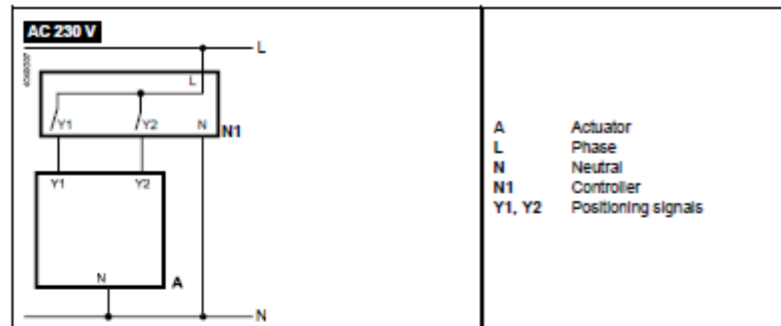 AC 230 V
L
L
Y1 Y2 N
N1
Y1 Y2
N
A
N
A Actuator
L Phase
N Neutral
N1 Controller
Y1, Y2 Positioning signals